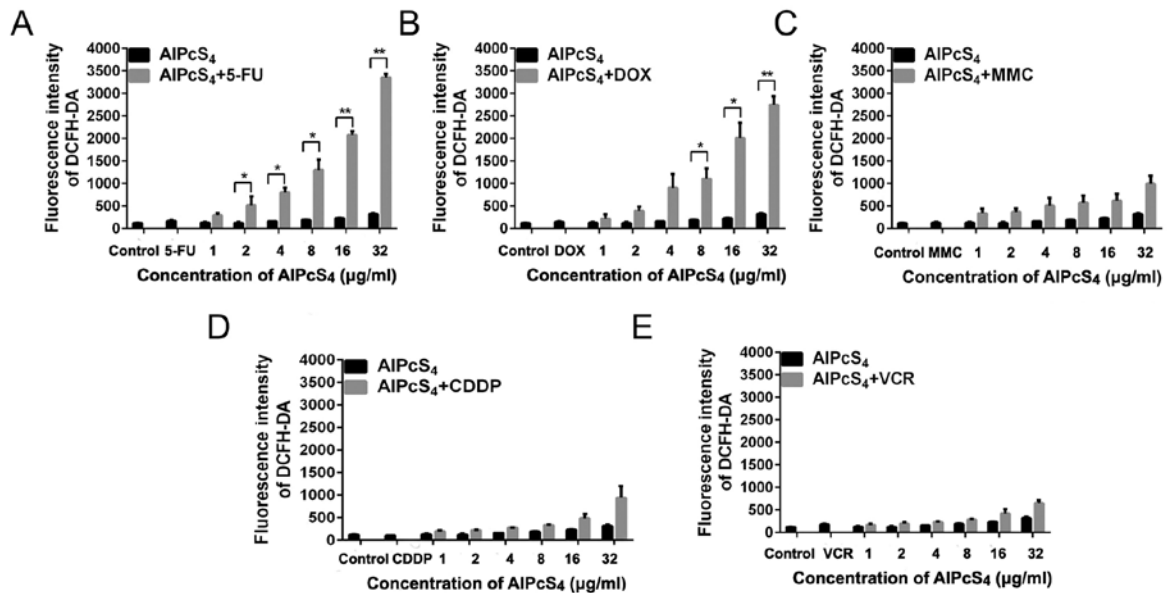 A
Fluorescence intensity
of DCFH-DA
4000
3500
3000
2500
2000
1500
1000
500
0
AlPcS4
AlPcS4+5-FU
*
*
*
**
**
Control 5-FU 1 2 4 8 16 32
Concentration of AlPcS4 (μg/ml)
B
Fluorescence intensity
of DCFH-DA
4000
3500
3000
2500
2000
1500
1000
500
0
AlPcS4
AlPcS4+DOX
*
*
**
Control DOX 1 2 4 8 16 32
Concentration of AlPcS4 (μg/ml)
C
Fluorescence intensity
of DCFH-DA
4000
3500
3000
2500
2000
1500
1000
500
0
AlPcS4
AlPcS4+MMC
Control MMC 1 2 4 8 16 32
Concentration of AlPcS4 (μg/ml)
D
Fluorescence intensity
of DCFH-DA
4000
3500
3000
2500
2000
1500
1000
500
0
AlPcS4
AlPcS4+CDDP
Control CDDP 1 2 4 8 16 32
Concentration of AlPcS4 (μg/ml)
E
Fluorescence intensity
of DCFH-DA
4000
3500
3000
2500
2000
1500
1000
500
0
AlPcS4
AlPcS4+VCR
Control VCR 1 2 4 8 16 32
Concentration of AlPcS4 (μg/ml)